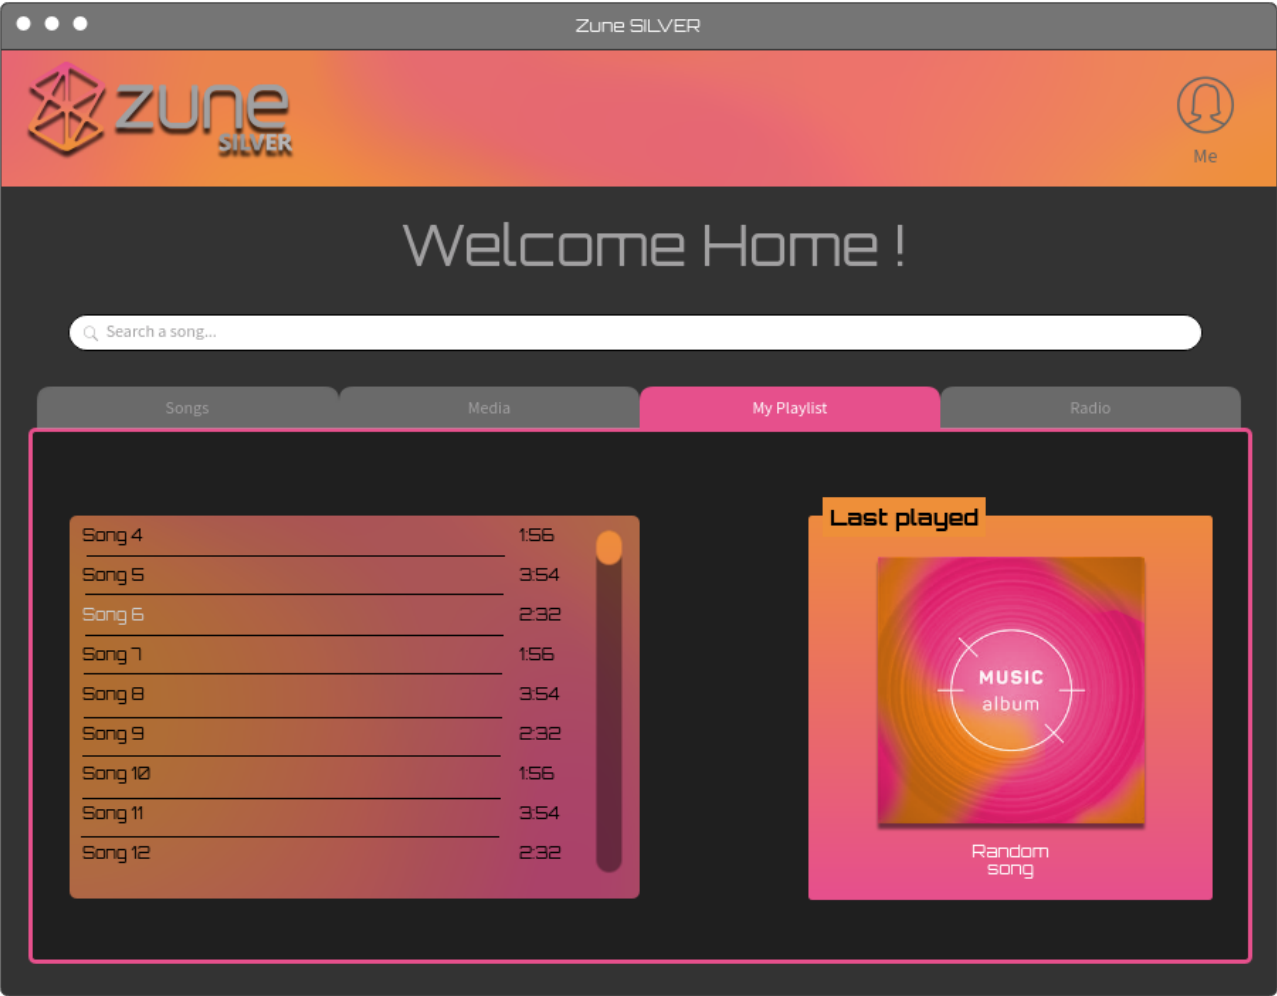 Zune SILVER
zune
SILVER
Me
Welcome Home !
Search a song...
Songs
Media
My Playlist
Radio
Song 4 1:56
Song 5 3:54
Song 6 2:32
Song 7 1:56
Song 8 3:54
Song 9 2:32
Song 10 1:56
Song 11 3:54
Song 12 2:32
Last played
MUSIC
album
Random
song